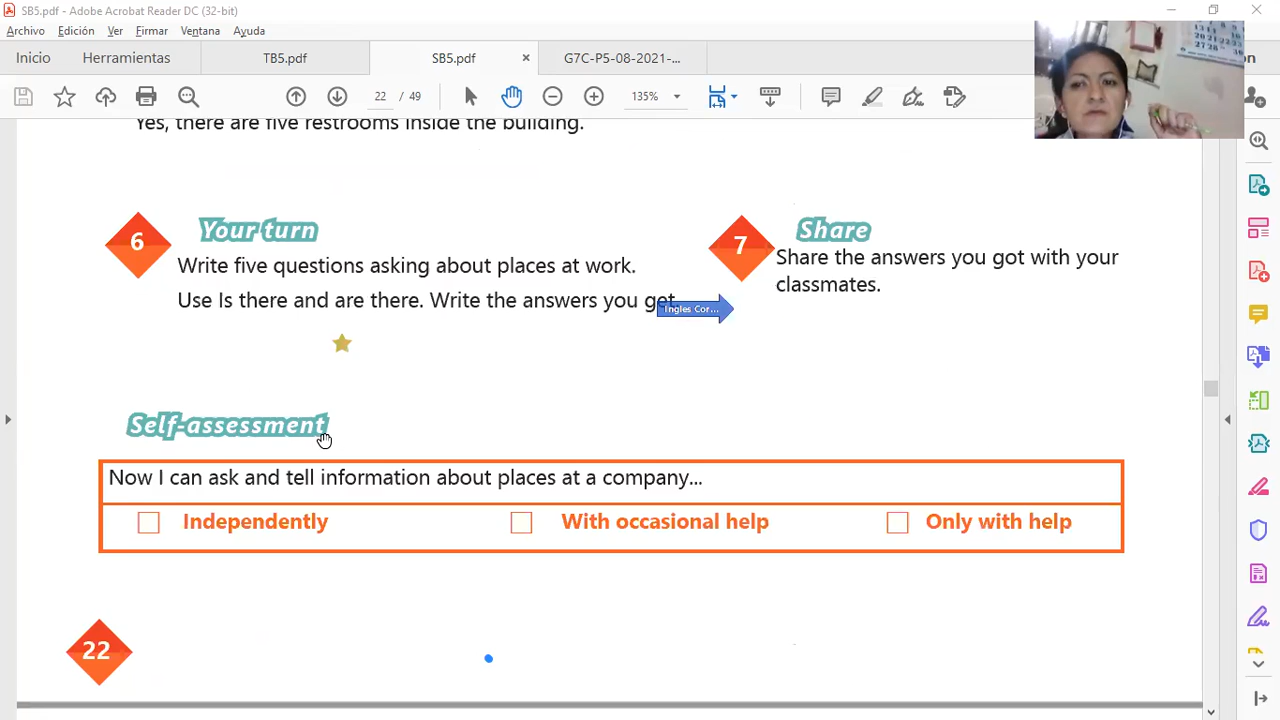 SB5.pdf - Adobe Acrobat Reader DC (32-bit)
Archivo Edición Ver Firmar Ventana Ayuda
Inicio Herramientas TB5.pdf SB5.pdf × G7C-P5-08-2021-...
22 / 49 135%
Yes, there are five restrooms inside the building.
6 Your turn
Write five questions asking about places at work.
Use Is there and are there. Write the answers you get.
Ingles Cor...
7 Share
Share the answers you got with your
classmates.
Self-assessment
Now I can ask and tell information about places at a company...
Independently With occasional help Only with help
22